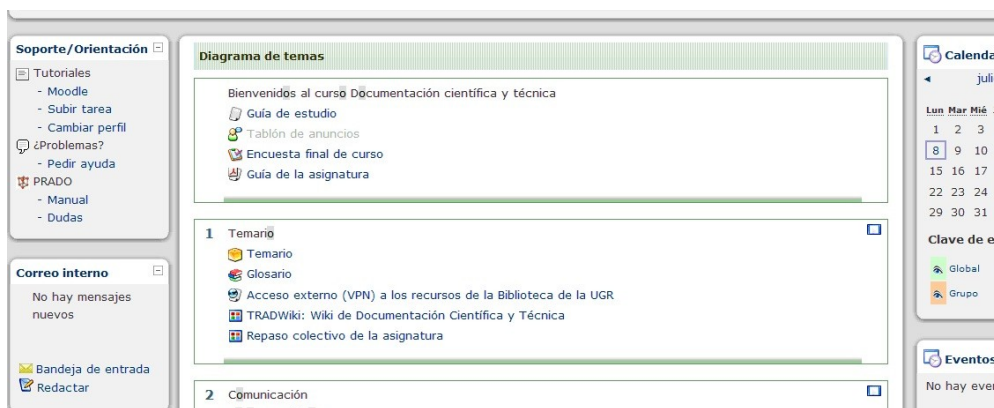 Soporte/Orientación
Tutoriales
- Moodle
- Subir tarea
- Cambiar perfil
¿Problemas?
- Pedir ayuda
PRADO
- Manual
- Dudas
Correo interno
No hay mensajes
nuevos
Bandeja de entrada
Redactar
Diagrama de temas
Bienvenidos al curso Documentación científica y técnica
Guía de estudio
Tablón de anuncios
Encuesta final de curso
Guía de la asignatura
1 Temario
Temario
Glosario
Acceso externo (VPN) a los recursos de la Biblioteca de la UGR
TRADWiki: Wiki de Documentación Científica y Técnica
Repaso colectivo de la asignatura
2 Comunicación
Calenda
◄ juli
Lun Mar Mié
1 2 3
8 9 10
15 16 17
22 23 24
29 30 31
Clave de e
Global
Grupo
Eventos
No hay eve